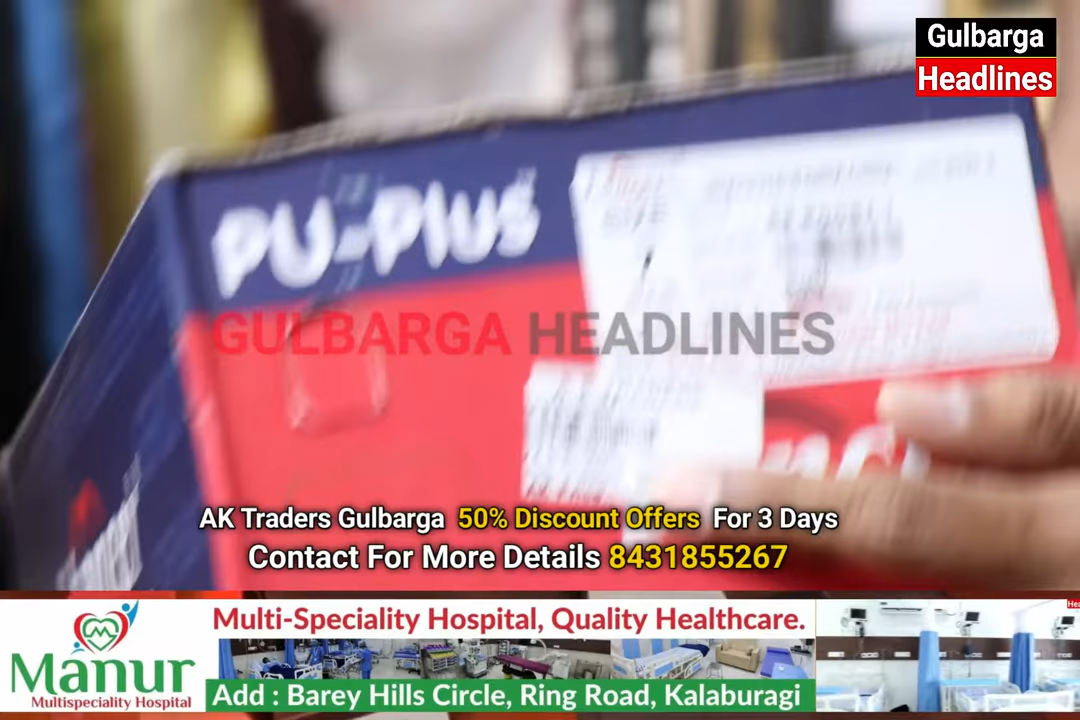 Gulbarga
Headlines
PU-Plus
GULBARGA HEADLINES
AK Traders Gulbarga 50% Discount Offers For 3 Days
Contact For More Details 8431855267
Multi-Speciality Hospital, Quality Healthcare.
Manur
Multispeciality Hospital
Add : Barey Hills Circle, Ring Road, Kalaburagi